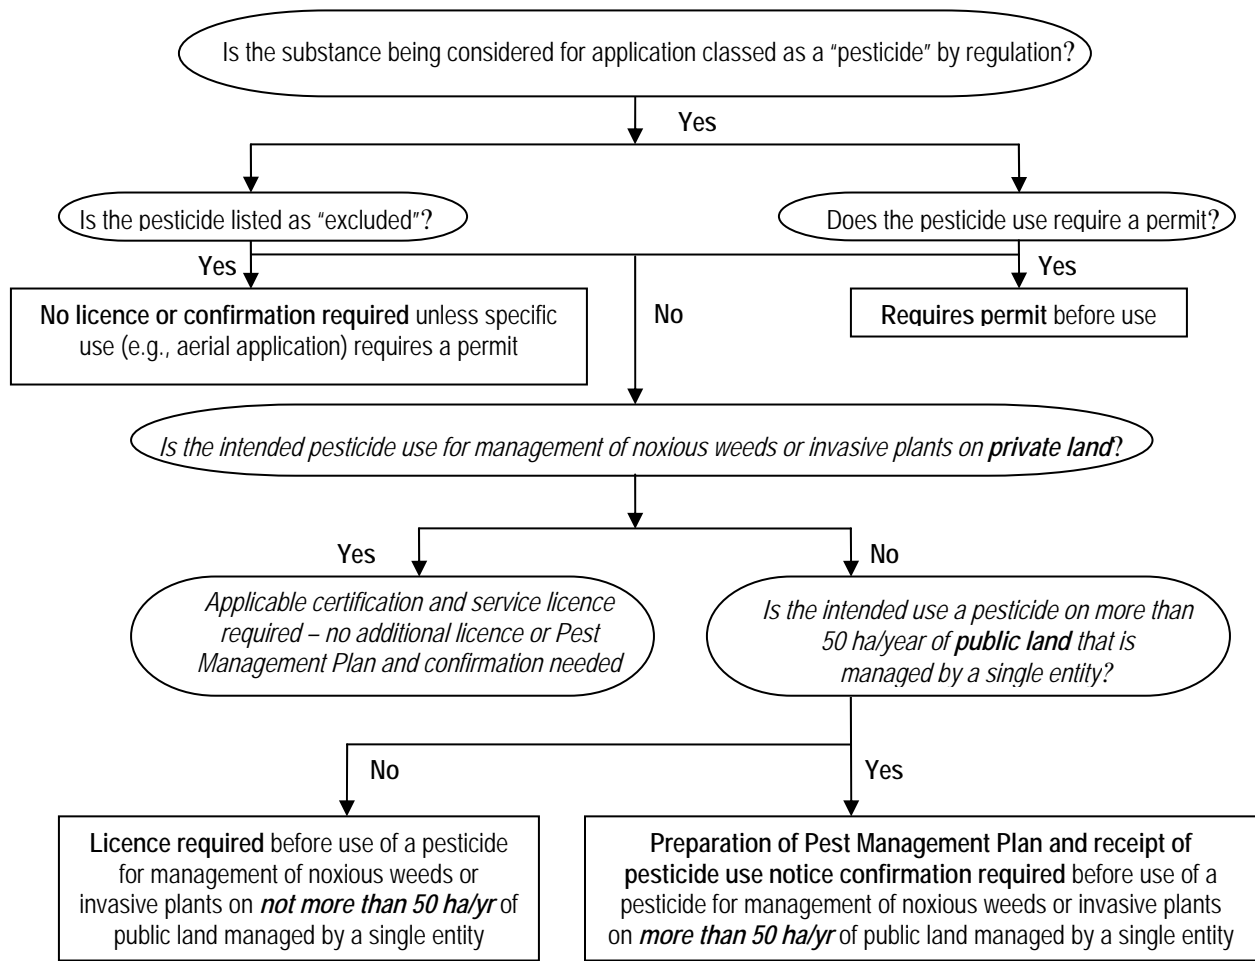 Is the substance being considered for application classed as a “pesticide” by regulation?
Yes
Is the pesticide listed as “excluded”?
Does the pesticide use require a permit?
Yes
Yes
No licence or confirmation required unless specific
use (e.g., aerial application) requires a permit
No
Requires permit before use
Is the intended pesticide use for management of noxious weeds or invasive plants on private land?
Yes
No
Applicable certification and service licence
required – no additional licence or Pest
Management Plan and confirmation needed
Is the intended use a pesticide on more than
50 ha/year of public land that is
managed by a single entity?
No
Yes
Licence required before use of a pesticide
for management of noxious weeds or
invasive plants on not more than 50 ha/yr of
public land managed by a single entity
Preparation of Pest Management Plan and receipt of
pesticide use notice confirmation required before use of a
pesticide for management of noxious weeds or invasive plants
on more than 50 ha/yr of public land managed by a single entity